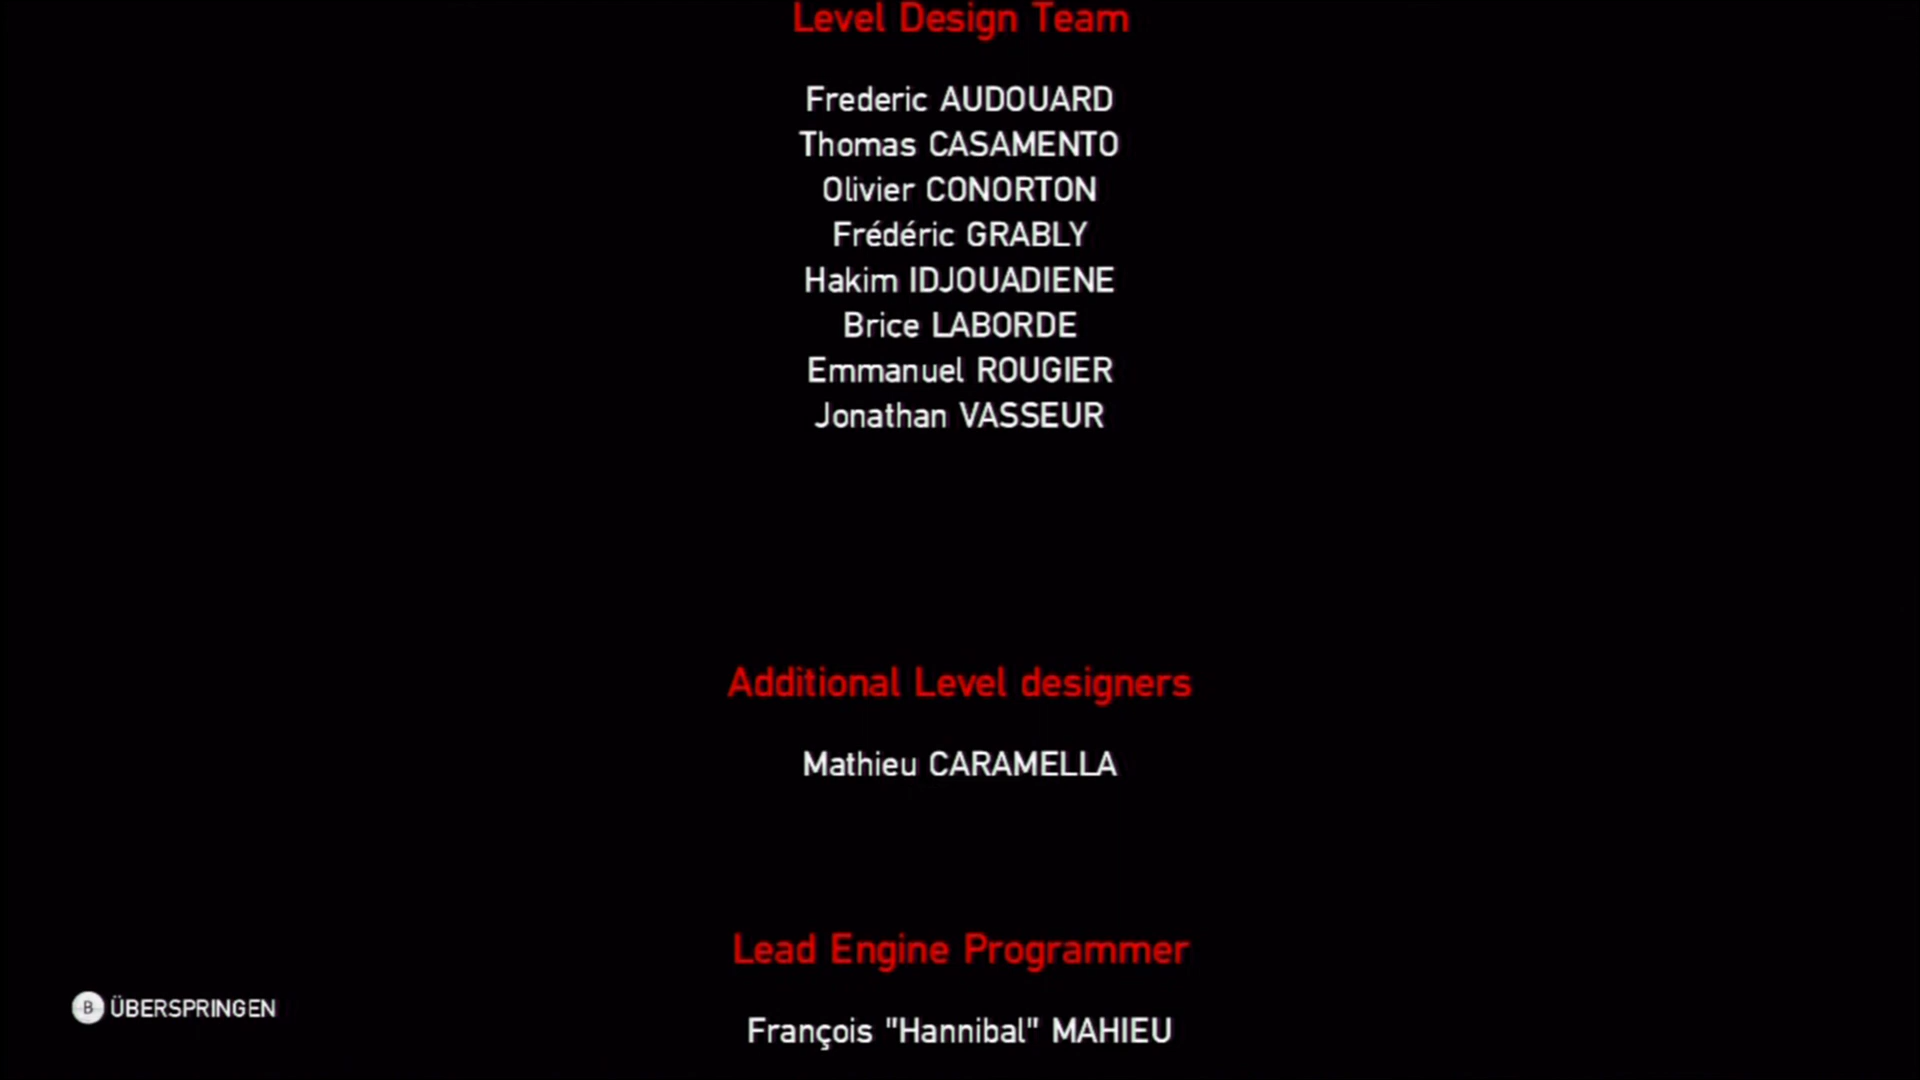 Level Design Team
Frederic AUDOUARD
Thomas CASAMENTO
Olivier CONORTON
Frédéric GRABLY
Hakim IDJOUADIENE
Brice LABORDE
Emmanuel ROUGIER
Jonathan VASSEUR
Additional Level designers
Mathieu CARAMELLA
Lead Engine Programmer
François "Hannibal" MAHIEU
B ÜBERSPRINGEN